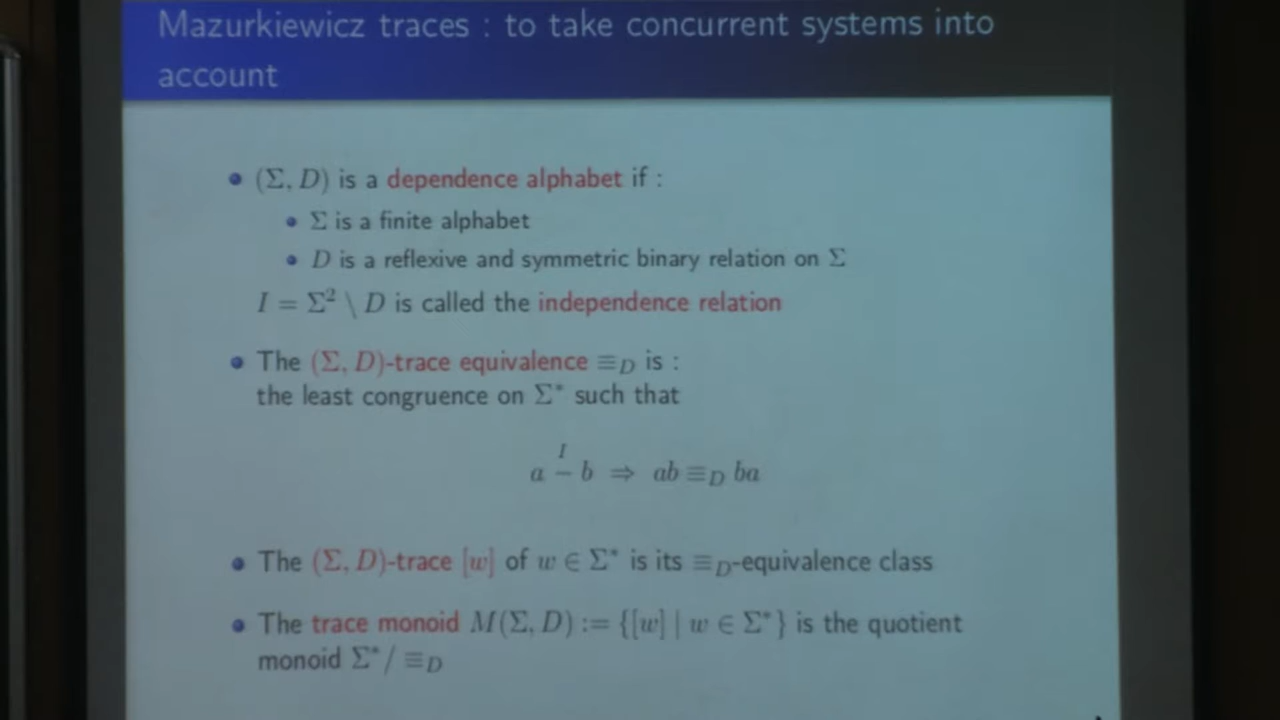 Mazurkiewicz traces : to take concurrent systems into
account
• (Σ, D) is a dependence alphabet if :
• Σ is a finite alphabet
• D is a reflexive and symmetric binary relation on Σ
I = Σ² \ D is called the independence relation
• The (Σ, D)-trace equivalence ≡_D is :
the least congruence on Σ* such that
a —^I b ⇒ ab ≡_D ba
• The (Σ, D)-trace [w] of w ∈ Σ* is its ≡_D-equivalence class
• The trace monoid M(Σ, D) := {[w] | w ∈ Σ*} is the quotient
monoid Σ*/ ≡_D